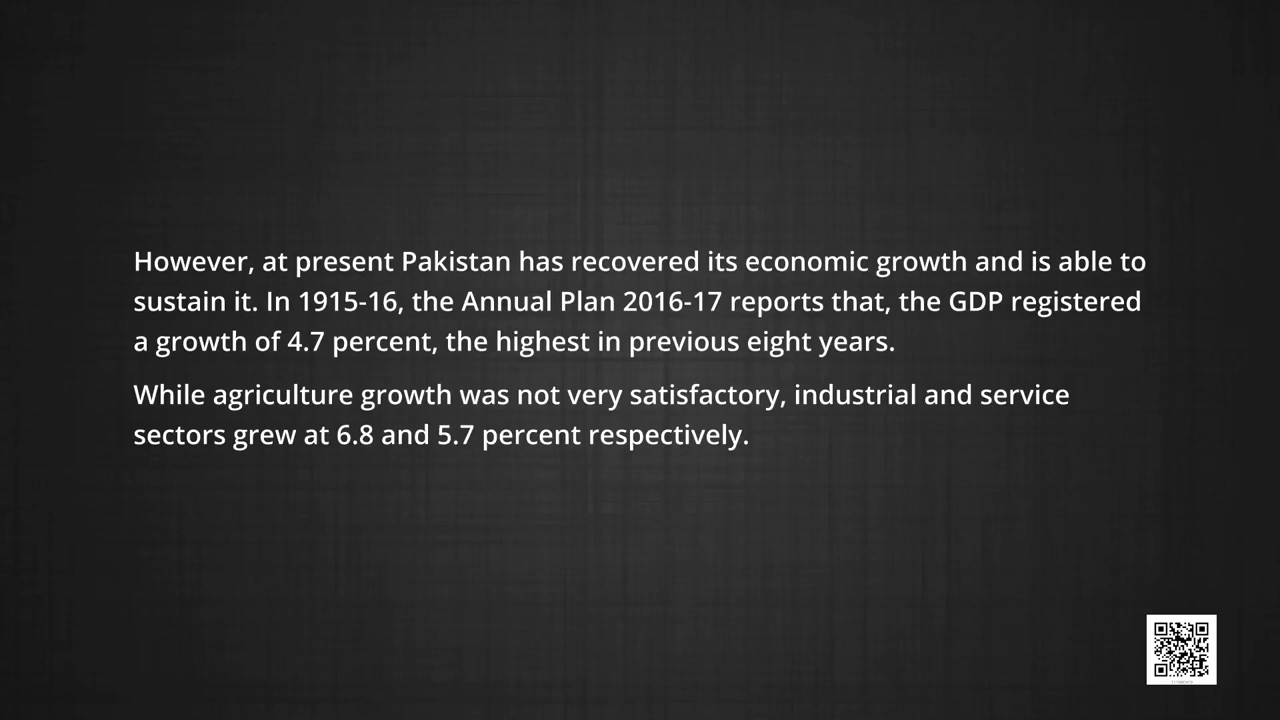 However, at present Pakistan has recovered its economic growth and is able to
sustain it. In 1915-16, the Annual Plan 2016-17 reports that, the GDP registered
a growth of 4.7 percent, the highest in previous eight years.
While agriculture growth was not very satisfactory, industrial and service
sectors grew at 6.8 and 5.7 percent respectively.